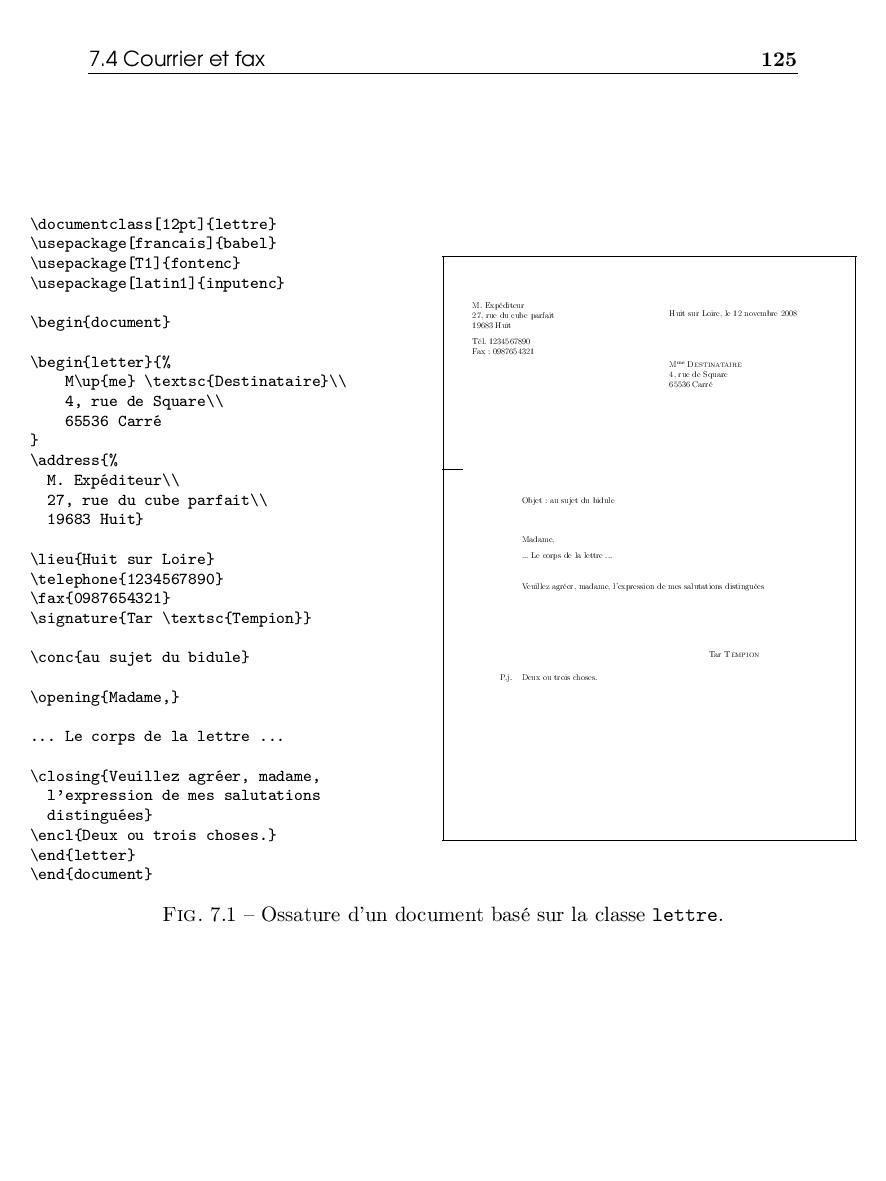 7.4 Courrier et fax 125
\documentclass[12pt]{lettre}
\usepackage[francais]{babel}
\usepackage[T1]{fontenc}
\usepackage[latin1]{inputenc}
\begin{document}
\begin{letter}{%
M\up{me} \textsc{Destinataire}\\
4, rue de Square\\
65536 Carré
}
\address{%
M. Expéditeur\\
27, rue du cube parfait\\
19683 Huit}
\lieu{Huit sur Loire}
\telephone{1234567890}
\fax{0987654321}
\signature{Tar \textsc{Tempion}}
\conc{au sujet du bidule}
\opening{Madame,}
... Le corps de la lettre ...
\closing{Veuillez agréer, madame,
l'expression de mes salutations
distinguées}
\encl{Deux ou trois choses.}
\end{letter}
\end{document}
M. Expéditeur
27, rue du cube parfait
19683 Huit
Tél. 1234567890
Fax : 0987654321
Huit sur Loire, le 12 novembre 2008
Mme Destinataire
4, rue de Square
65536 Carré
Objet : au sujet du bidule
Madame,
... Le corps de la lettre ...
Veuillez agréer, madame, l'expression de mes salutations distinguées
Tar Tempion
P.j. Deux ou trois choses.
Fig. 7.1 – Ossature d'un document basé sur la classe lettre.